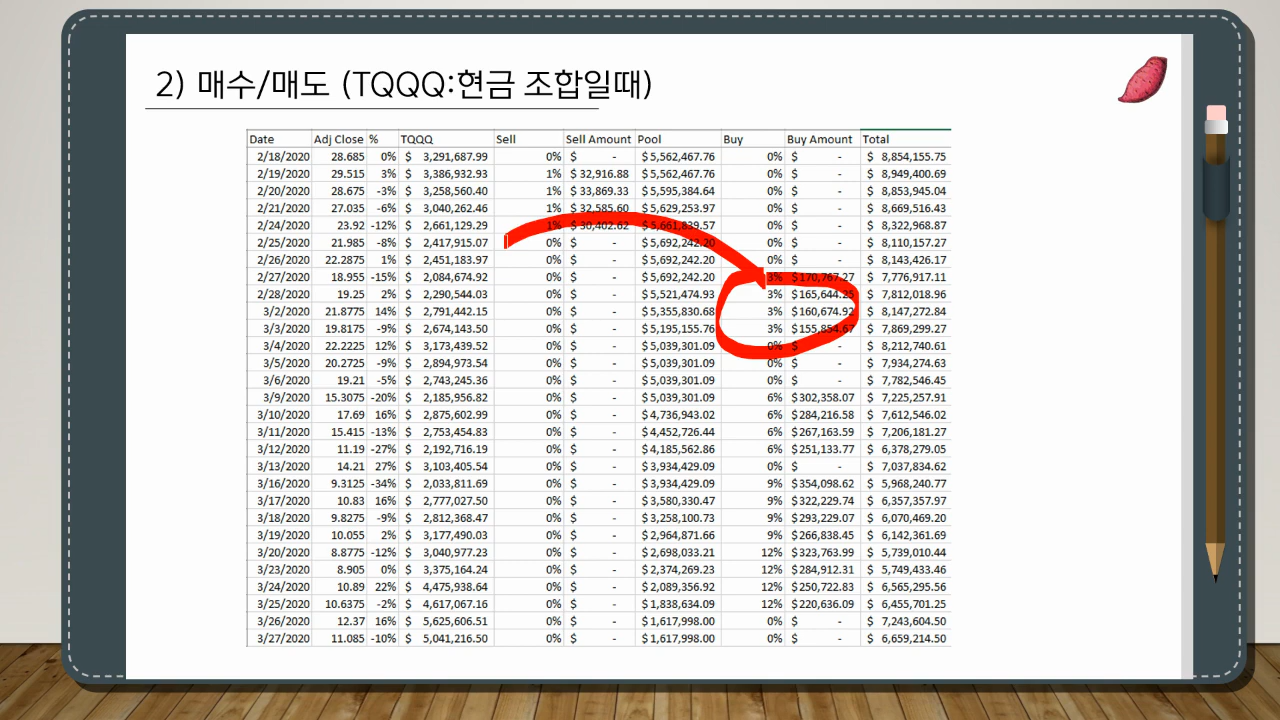 2) 매수/매도 (TQQQ:현금 조합일때)
Date Adj Close % TQQQ Sell Sell Amount Pool Buy Buy Amount Total
2/18/2020 28.685 0% $ 3,291,687.99 0% $ - $5,562,467.76 0% $ - $ 8,854,155.75
2/19/2020 29.515 3% $ 3,386,932.93 1% $ 32,916.88 $5,562,467.76 0% $ - $ 8,949,400.69
2/20/2020 28.675 -3% $ 3,258,560.40 1% $ 33,869.33 $5,595,384.64 0% $ - $ 8,853,945.04
2/21/2020 27.035 -6% $ 3,040,262.46 1% $ 32,585.60 $5,629,253.97 0% $ - $ 8,669,516.43
2/24/2020 23.92 -12% $ 2,661,129.29 1% $ 30,402.62 $5,661,839.57 0% $ - $ 8,322,968.87
2/25/2020 21.985 -8% $ 2,417,915.07 0% $ - $5,692,242.20 0% $ - $ 8,110,157.27
2/26/2020 22.2875 1% $ 2,451,183.97 0% $ - $5,692,242.20 0% $ - $ 8,143,426.17
2/27/2020 18.955 -15% $ 2,084,674.92 0% $ - $5,692,242.20 3% $170,767.27 $ 7,776,917.11
2/28/2020 19.25 2% $ 2,290,544.03 0% $ - $5,521,474.93 3% $165,644.25 $ 7,812,018.96
3/2/2020 21.8775 14% $ 2,791,442.15 0% $ - $5,355,830.68 3% $160,674.92 $ 8,147,272.84
3/3/2020 19.8175 -9% $ 2,674,143.50 0% $ - $5,195,155.76 3% $155,854.67 $ 7,869,299.27
3/4/2020 22.2225 12% $ 3,173,439.52 0% $ - $5,039,301.09 0% $ - $ 8,212,740.61
3/5/2020 20.2725 -9% $ 2,894,973.54 0% $ - $5,039,301.09 0% $ - $ 7,934,274.63
3/6/2020 19.21 -5% $ 2,743,245.36 0% $ - $5,039,301.09 0% $ - $ 7,782,546.45
3/9/2020 15.3075 -20% $ 2,185,956.82 0% $ - $5,039,301.09 6% $302,358.07 $ 7,225,257.91
3/10/2020 17.69 16% $ 2,875,602.99 0% $ - $4,736,943.02 6% $284,216.58 $ 7,612,546.02
3/11/2020 15.415 -13% $ 2,753,454.83 0% $ - $4,452,726.44 6% $267,163.59 $ 7,206,181.27
3/12/2020 11.19 -27% $ 2,192,716.19 0% $ - $4,185,562.86 6% $251,133.77 $ 6,378,279.05
3/13/2020 14.21 27% $ 3,103,405.54 0% $ - $3,934,429.09 0% $ - $ 7,037,834.62
3/16/2020 9.3125 -34% $ 2,033,811.69 0% $ - $3,934,429.09 9% $354,098.62 $ 5,968,240.77
3/17/2020 10.83 16% $ 2,777,027.50 0% $ - $3,580,330.47 9% $322,229.74 $ 6,357,357.97
3/18/2020 9.8275 -9% $ 2,812,368.47 0% $ - $3,258,100.73 9% $293,229.07 $ 6,070,469.20
3/19/2020 10.055 2% $ 3,177,490.03 0% $ - $2,964,871.66 9% $266,838.45 $ 6,142,361.69
3/20/2020 8.8775 -12% $ 3,040,977.23 0% $ - $2,698,033.21 12% $323,763.99 $ 5,739,010.44
3/23/2020 8.905 0% $ 3,375,164.24 0% $ - $2,374,269.23 12% $284,912.31 $ 5,749,433.46
3/24/2020 10.89 22% $ 4,475,938.64 0% $ - $2,089,356.92 12% $250,722.83 $ 6,565,295.56
3/25/2020 10.6375 -2% $ 4,617,067.16 0% $ - $1,838,634.09 12% $220,636.09 $ 6,455,701.25
3/26/2020 12.37 16% $ 5,625,606.51 0% $ - $1,617,998.00 0% $ - $ 7,243,604.50
3/27/2020 11.085 -10% $ 5,041,216.50 0% $ - $1,617,998.00 0% $ - $ 6,659,214.50